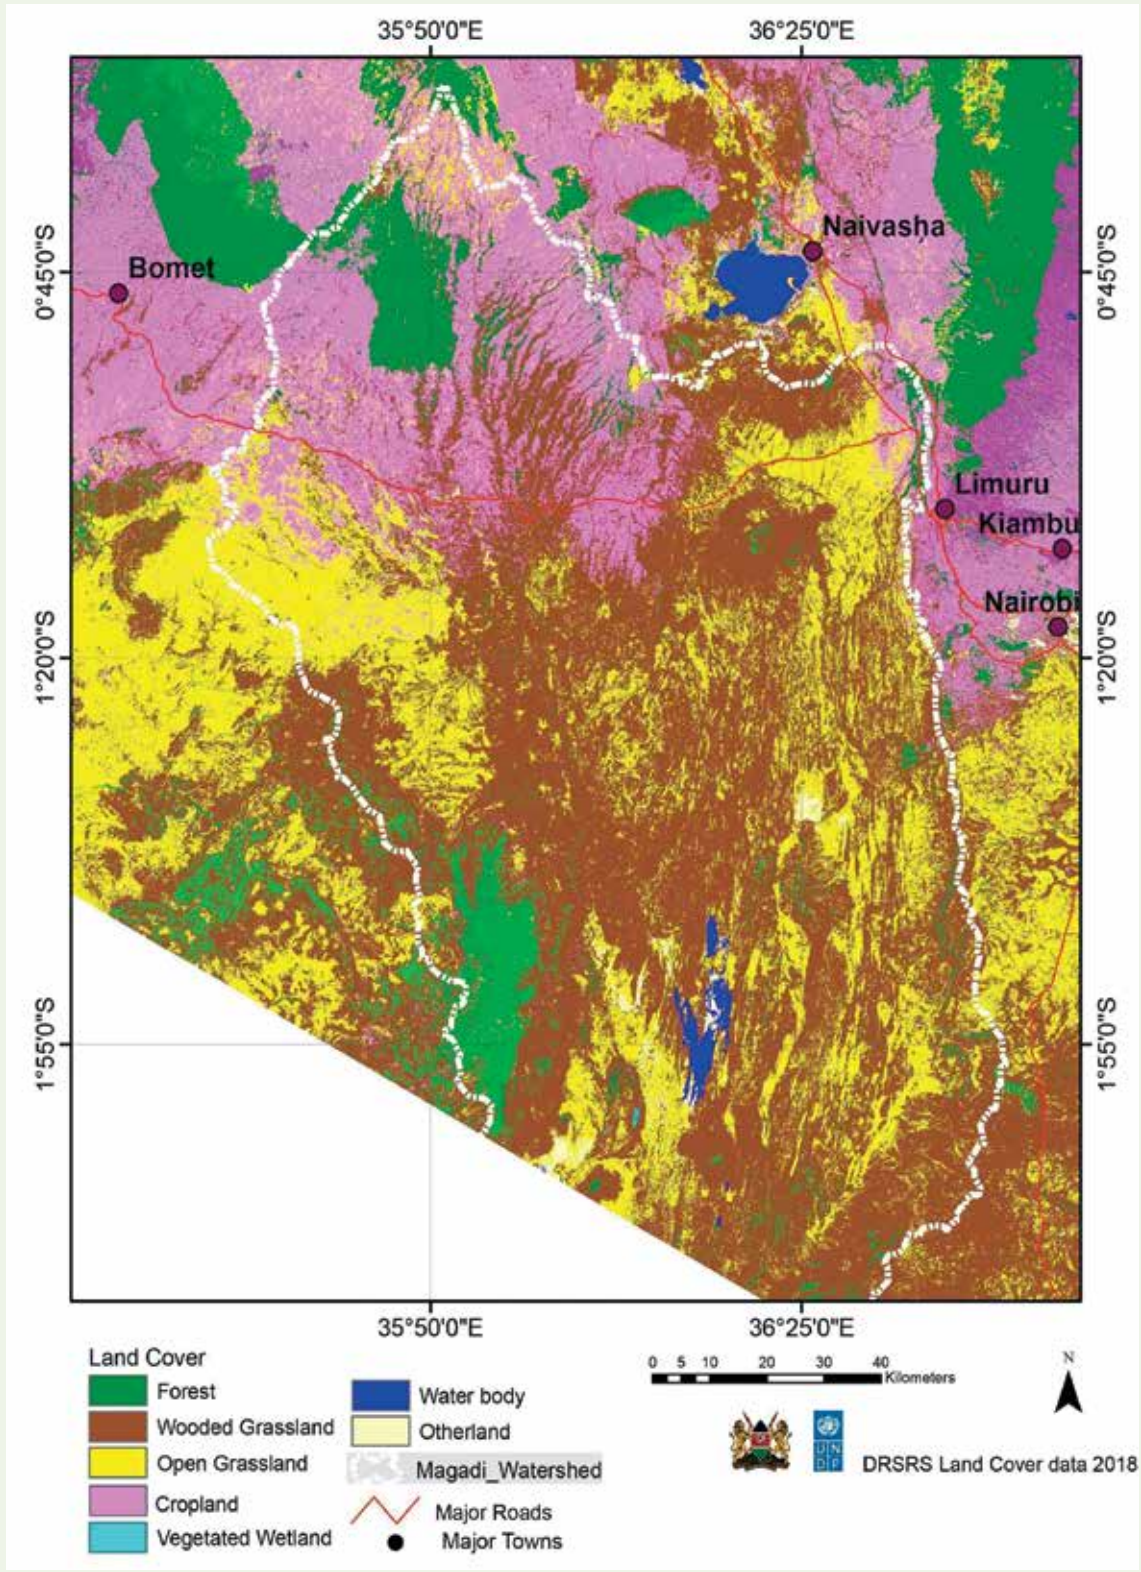 35°50'0"E 36°25'0"E
Naivasha
Bomet
0°45'0"S 0°45'0"S
Limuru
Kiambu
Nairobi
1°20'0"S 1°20'0"S
1°55'0"S 1°55'0"S
35°50'0"E 36°25'0"E
Land Cover
Forest
Wooded Grassland
Open Grassland
Cropland
Vegetated Wetland
Water body
Otherland
Magadi_Watershed
Major Roads
Major Towns
0 5 10 20 30 40
Kilometers
N
U N
D P
DRSRS Land Cover data 2018